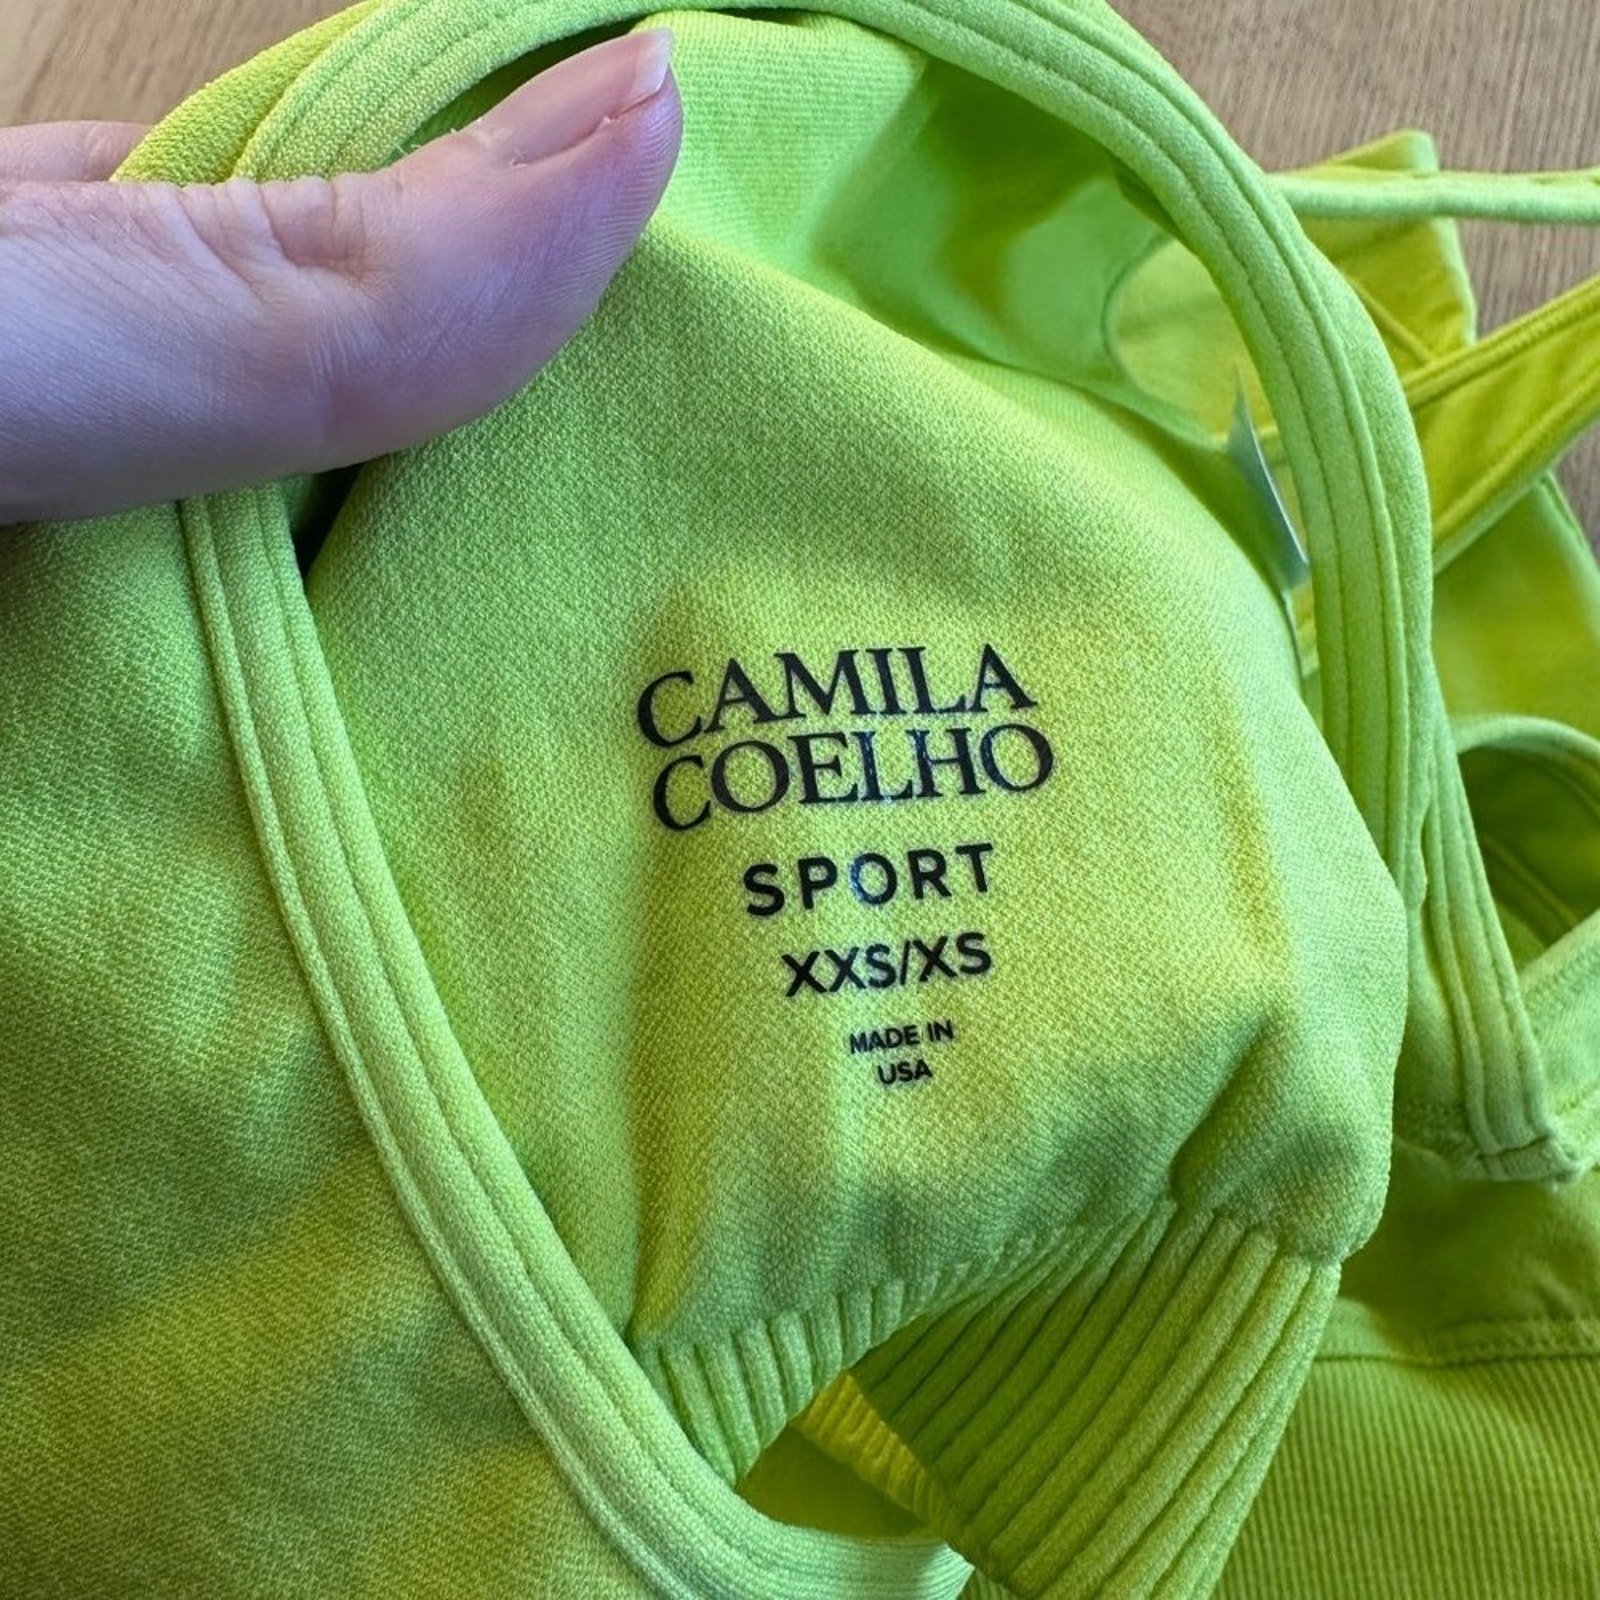 CAMILA
COELHO
SPORT
XXS/XS
MADE IN
USA